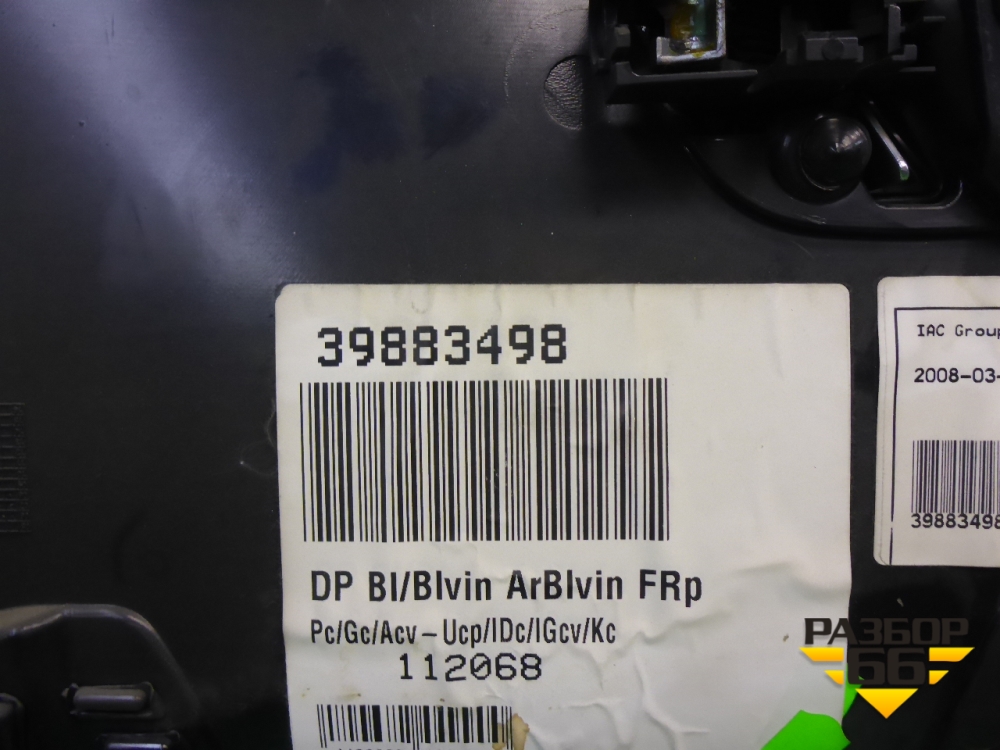 39883498
DP Bl/Blvin ArBlvin FRp
Pc/Gc/Acv – Ucp/IDc/IGcv/Kc
112068
IAC Group
2008-03-
39883498
РАЗБОР
66